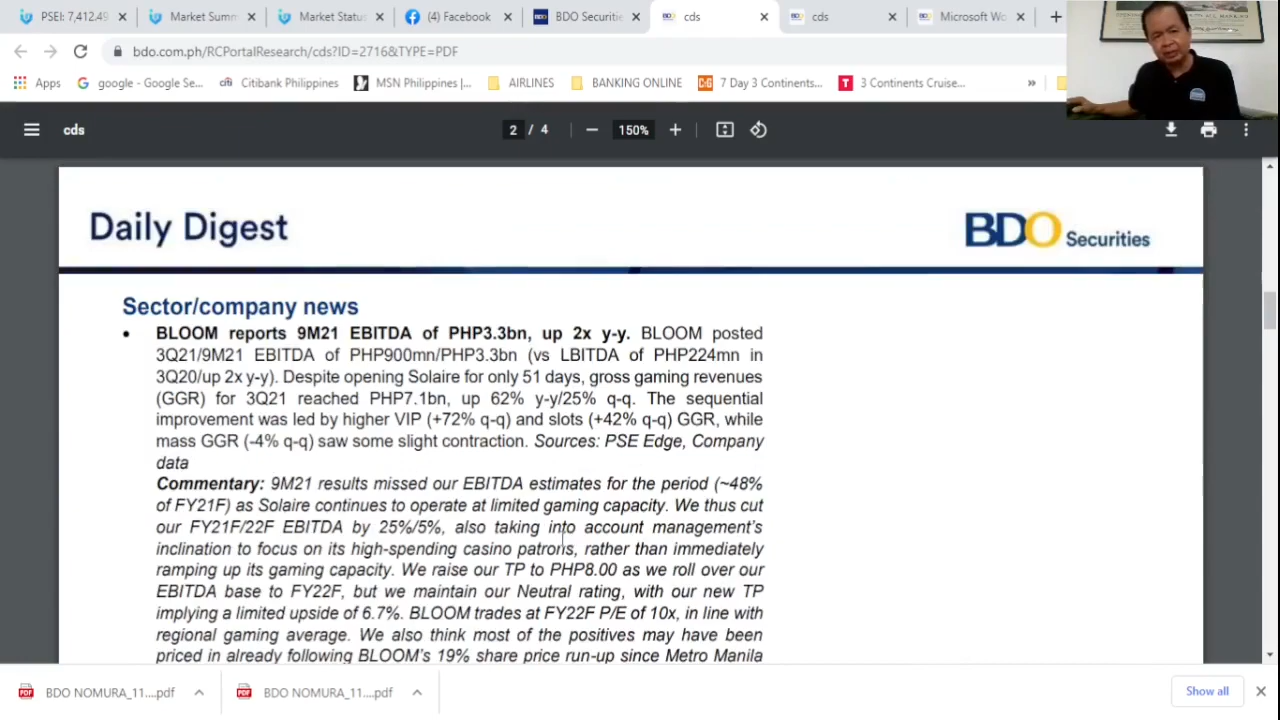 PSEI: 7,412.49
Market Summ
Market Status
(4) Facebook
BDO Securitie
cds
cds
Microsoft Wo
bdo.com.ph/RCPortalResearch/cds?ID=2716&TYPE=PDF
Apps
google - Google Se...
Citibank Philippines
MSN Philippines |...
AIRLINES
BANKING ONLINE
7 Day 3 Continents...
3 Continents Cruise...
»
cds
2 / 4
150%
Daily Digest
BDO Securities
Sector/company news
• BLOOM reports 9M21 EBITDA of PHP3.3bn, up 2x y-y. BLOOM posted
3Q21/9M21 EBITDA of PHP900mn/PHP3.3bn (vs LBITDA of PHP224mn in
3Q20/up 2x y-y). Despite opening Solaire for only 51 days, gross gaming revenues
(GGR) for 3Q21 reached PHP7.1bn, up 62% y-y/25% q-q. The sequential
improvement was led by higher VIP (+72% q-q) and slots (+42% q-q) GGR, while
mass GGR (-4% q-q) saw some slight contraction. Sources: PSE Edge, Company
data
Commentary: 9M21 results missed our EBITDA estimates for the period (~48%
of FY21F) as Solaire continues to operate at limited gaming capacity. We thus cut
our FY21F/22F EBITDA by 25%/5%, also taking into account management's
inclination to focus on its high-spending casino patrons, rather than immediately
ramping up its gaming capacity. We raise our TP to PHP8.00 as we roll over our
EBITDA base to FY22F, but we maintain our Neutral rating, with our new TP
implying a limited upside of 6.7%. BLOOM trades at FY22F P/E of 10x, in line with
regional gaming average. We also think most of the positives may have been
priced in already following BLOOM's 19% share price run-up since Metro Manila
BDO NOMURA_11....pdf
BDO NOMURA_11....pdf
Show all